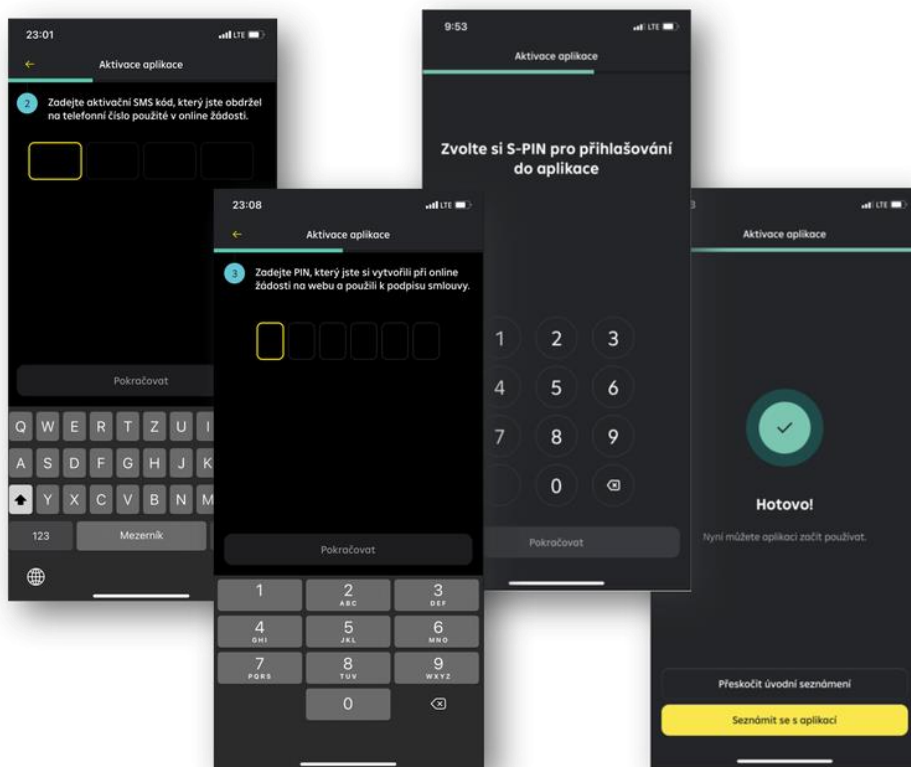 23:01
LTE
Aktivace aplikace
2
Zadejte aktivační SMS kód, který jste obdržel
na telefonní číslo použité v online žádosti.
Pokračovat
Q W E R T Z U I
A S D F G H J K
Y X C V B N M
123
Mezerník
23:08
LTE
Aktivace aplikace
3
Zadejte PIN, který jste si vytvořili při online
žádosti na webu a použili k podpisu smlouvy.
Pokračovat
1
2
ABC
3
DEF
4
GHI
5
JKL
6
MNO
7
PQRS
8
TUV
9
WXYZ
0
9:53
LTE
Aktivace aplikace
Zvolte si S-PIN pro přihlašování
do aplikace
1 2 3
4 5 6
7 8 9
0
Pokračovat
3
LTE
Aktivace aplikace
Hotovo!
Nyní můžete aplikaci začít používat.
Přeskočit úvodní seznámení
Seznámit se s aplikací